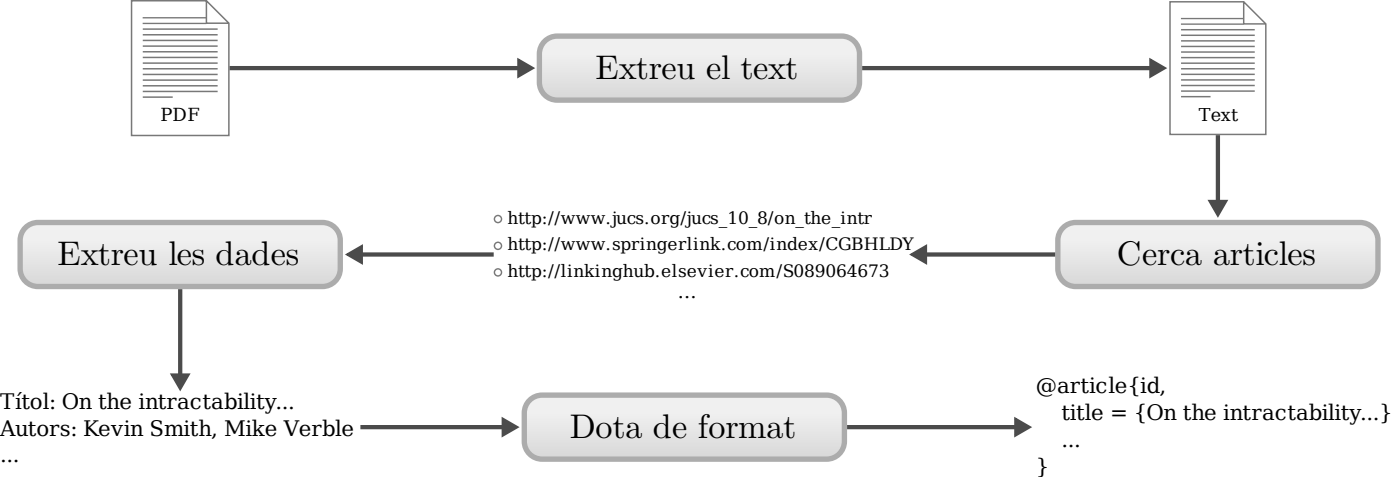 PDF
Extreu el text
Text
Cerca articles
http://www.jucs.org/jucs_10_8/on_the_intr
http://www.springerlink.com/index/CGBHLDY
http://linkinghub.elsevier.com/S089064673
...
Extreu les dades
Títol: On the intractability...
Autors: Kevin Smith, Mike Verble
...
Dota de format
@article{id,
title = {On the intractability...}
...
}